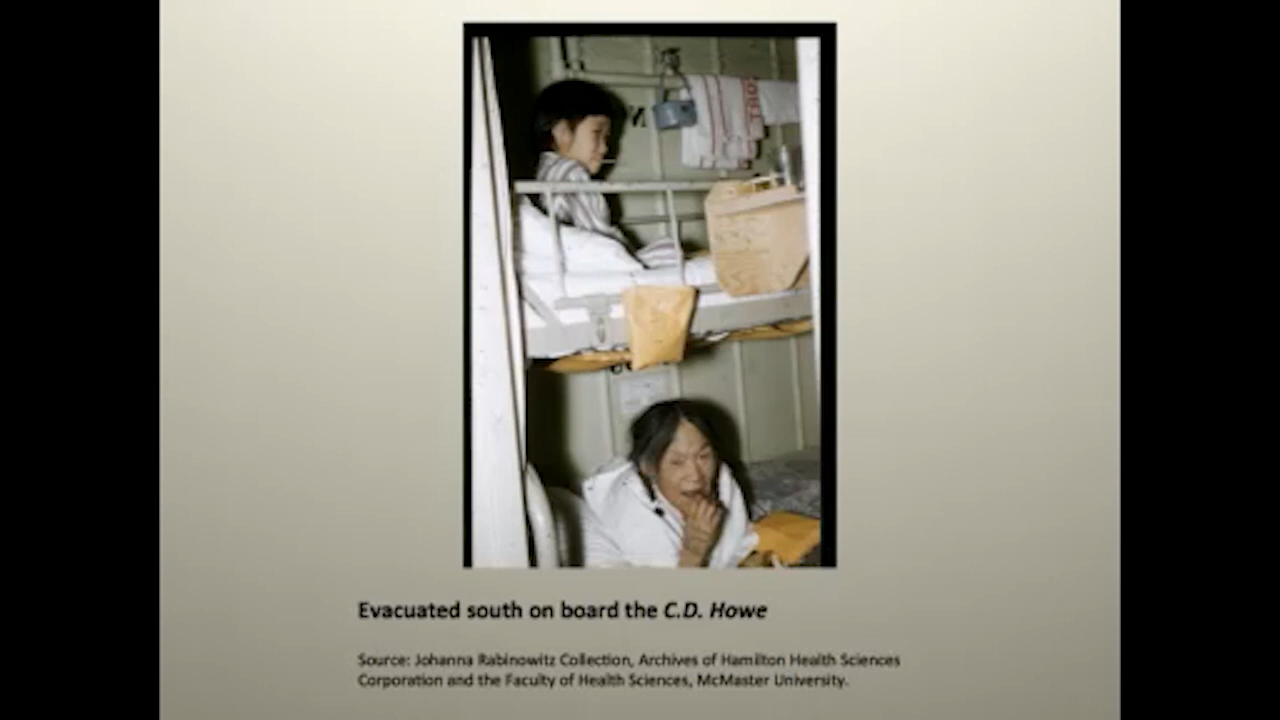 Evacuated south on board the C.D. Howe
Source: Johanna Rabinowitz Collection, Archives of Hamilton Health Sciences
Corporation and the Faculty of Health Sciences, McMaster University.